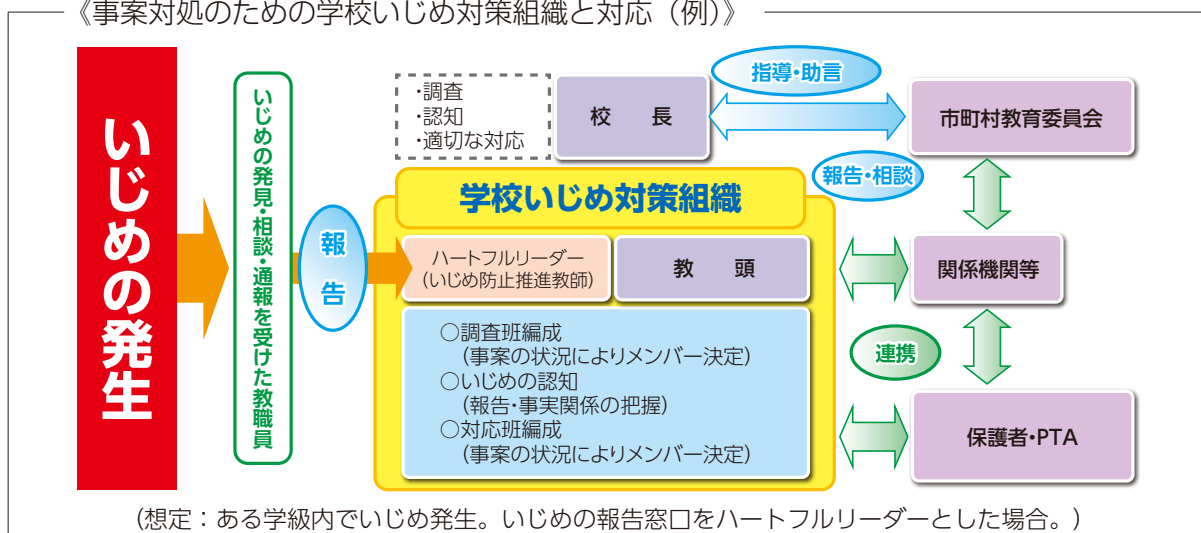 《事案対処のための学校いじめ対策組織と対応（例）》
いじめの発生
いじめの発見・相談・通報を受けた教職員
報告
・調査
・認知
・適切な対応
校　長
指導・助言
市町村教育委員会
報告・相談
学校いじめ対策組織
ハートフルリーダー
(いじめ防止推進教師)
教　頭
関係機関等
○調査班編成
(事案の状況によりメンバー決定)
○いじめの認知
(報告・事実関係の把握)
○対応班編成
(事案の状況によりメンバー決定)
連携
保護者・PTA
(想定：ある学級内でいじめ発生。いじめの報告窓口をハートフルリーダーとした場合。)